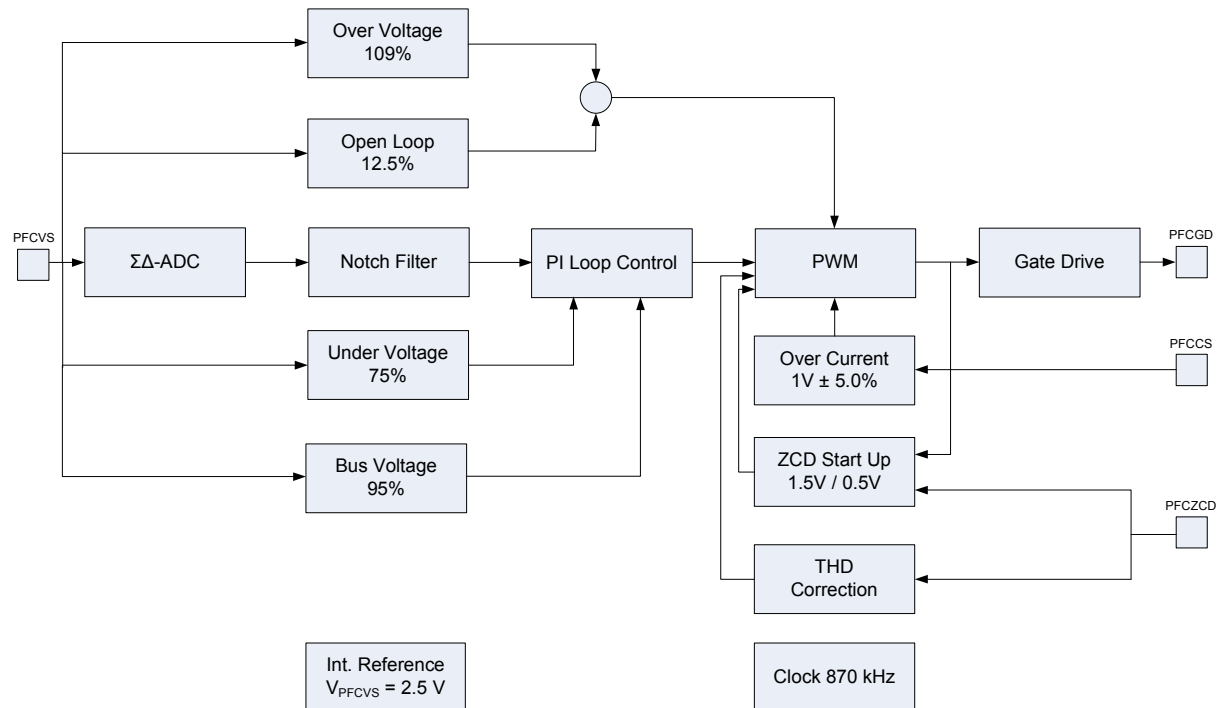 Over Voltage
109%
Open Loop
12.5%
PFCVS
ΣΔ-ADC
Notch Filter
PI Loop Control
PWM
Gate Drive
PFCGD
Under Voltage
75%
Over Current
1V ± 5.0%
PFCCS
Bus Voltage
95%
ZCD Start Up
1.5V / 0.5V
PFCZCD
THD
Correction
Int. Reference
VPFCVS = 2.5 V
Clock 870 kHz